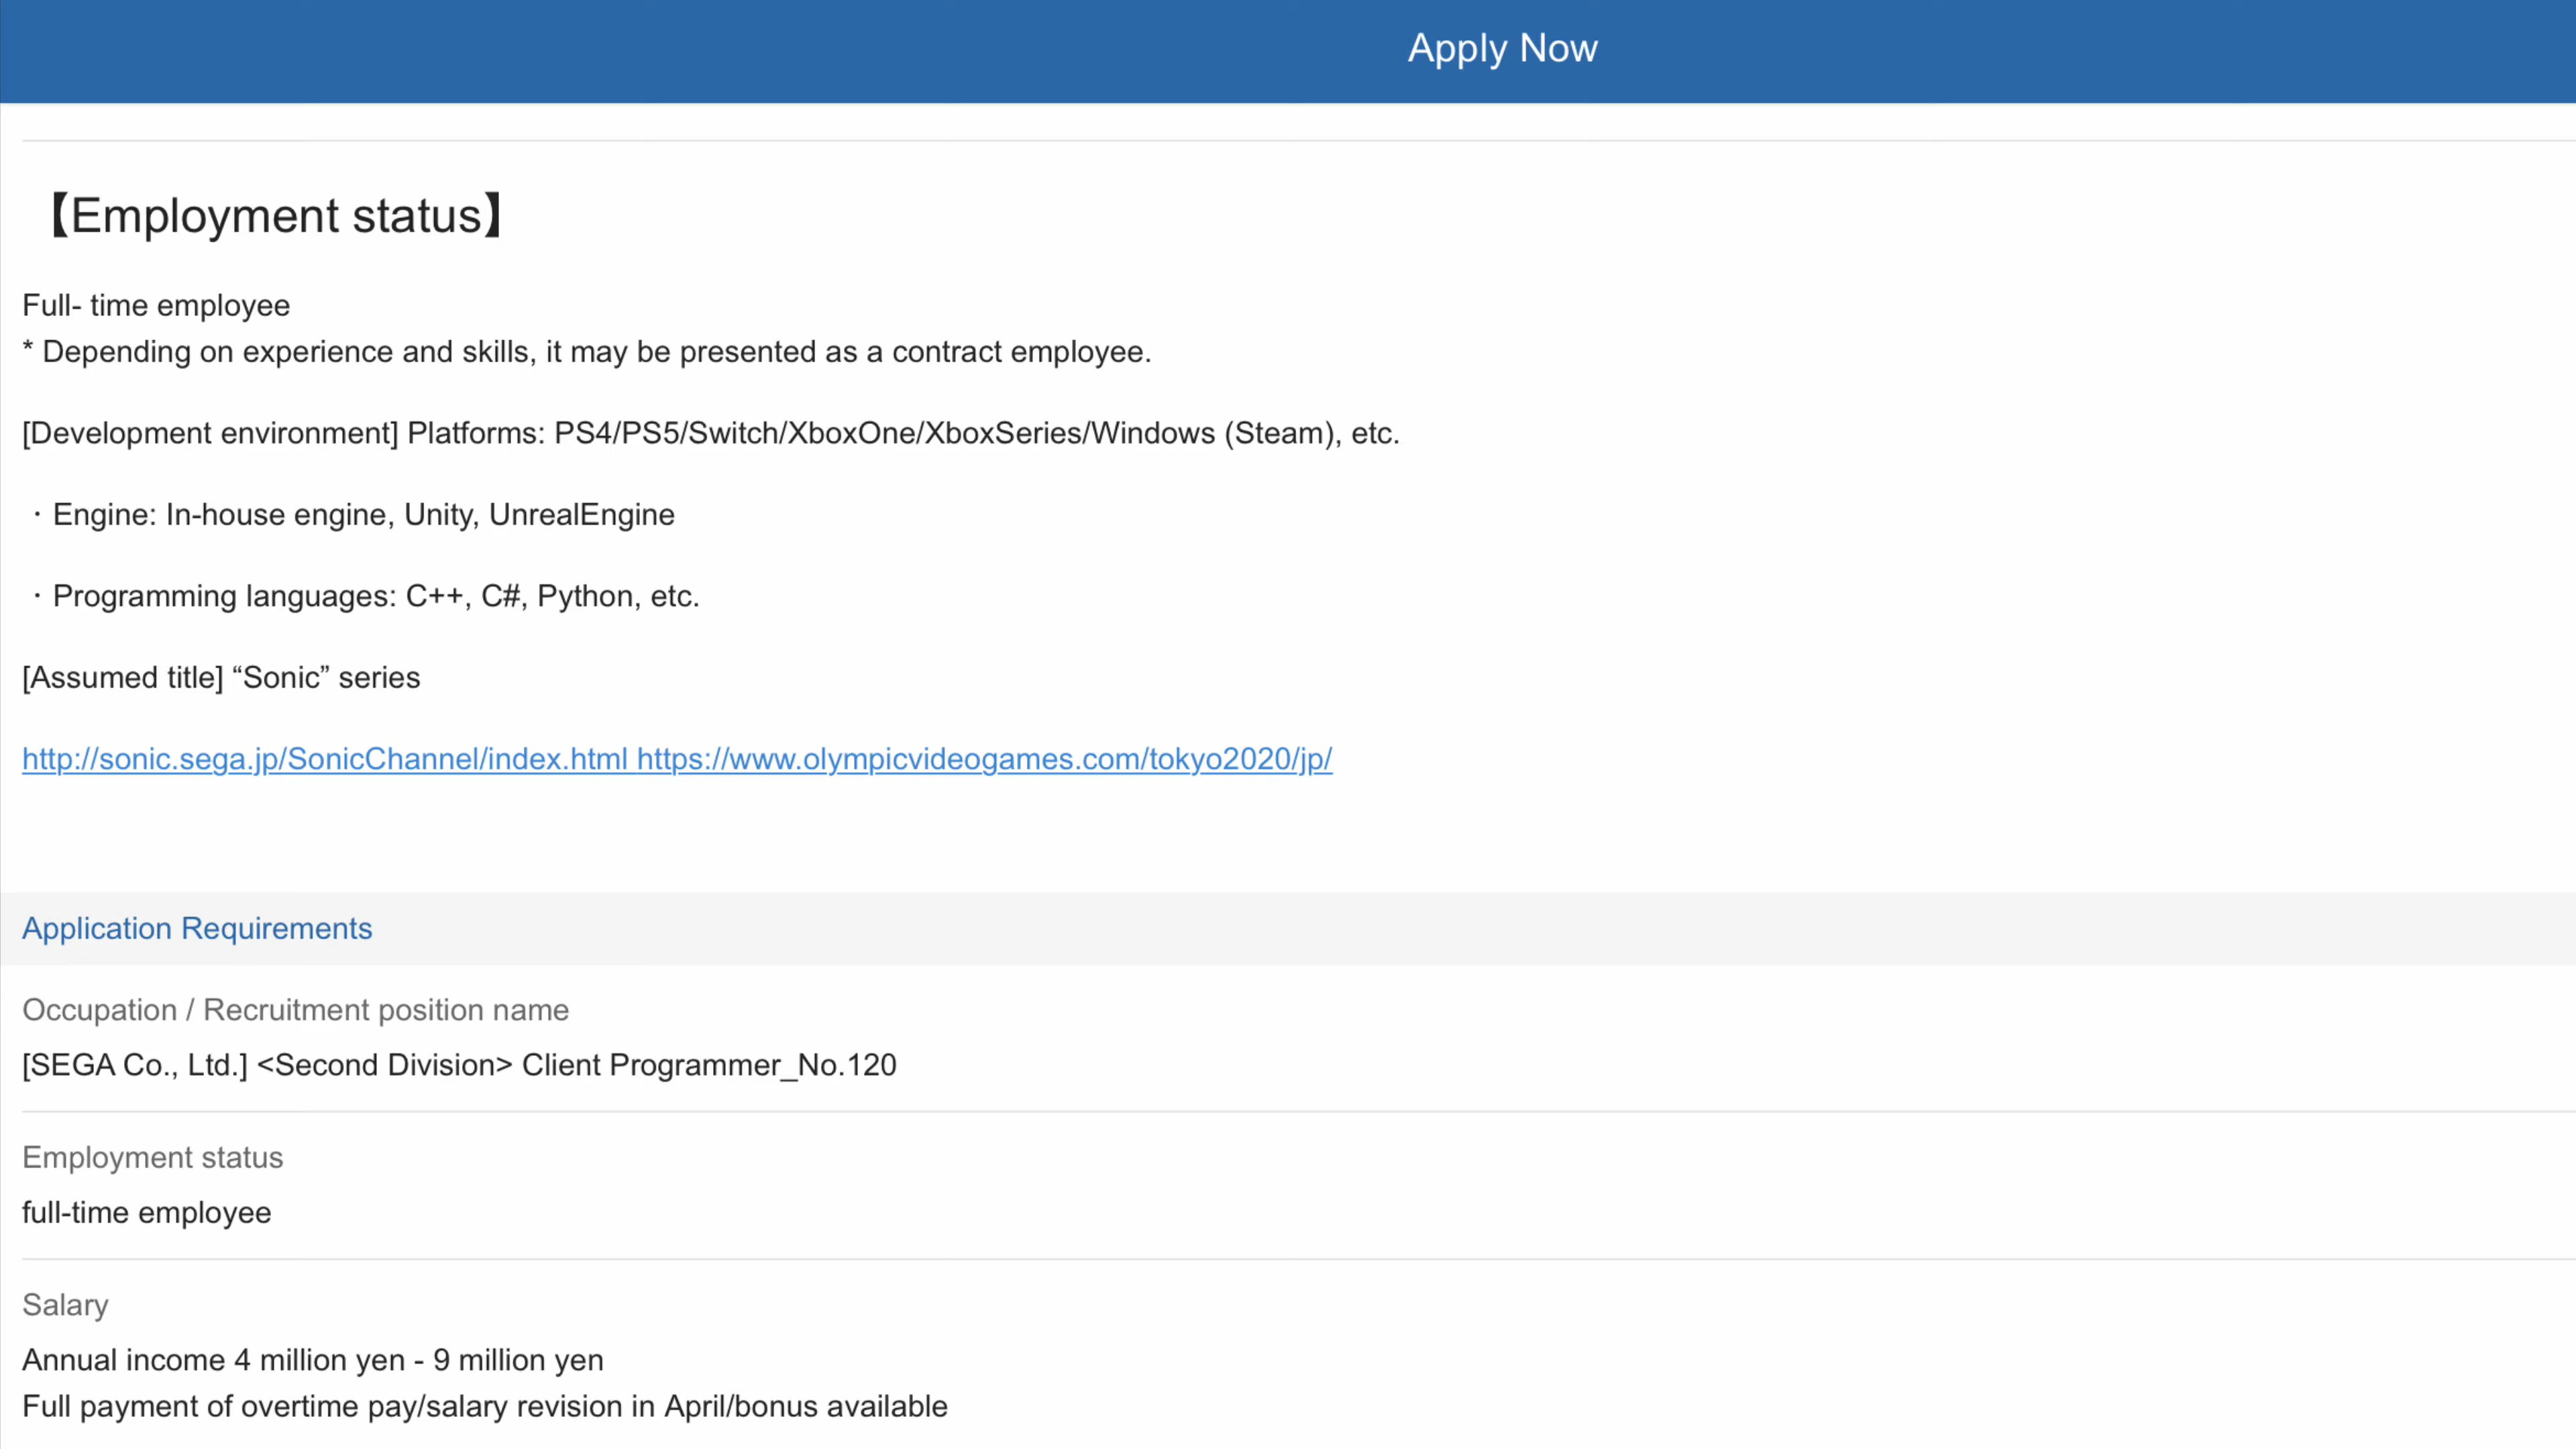 Apply Now
【Employment status】
Full- time employee
* Depending on experience and skills, it may be presented as a contract employee.
[Development environment] Platforms: PS4/PS5/Switch/XboxOne/XboxSeries/Windows (Steam), etc.
・Engine: In-house engine, Unity, UnrealEngine
・Programming languages: C++, C#, Python, etc.
[Assumed title] “Sonic” series
http://sonic.sega.jp/SonicChannel/index.html https://www.olympicvideogames.com/tokyo2020/jp/
Application Requirements
Occupation / Recruitment position name
[SEGA Co., Ltd.] <Second Division> Client Programmer_No.120
Employment status
full-time employee
Salary
Annual income 4 million yen - 9 million yen
Full payment of overtime pay/salary revision in April/bonus available